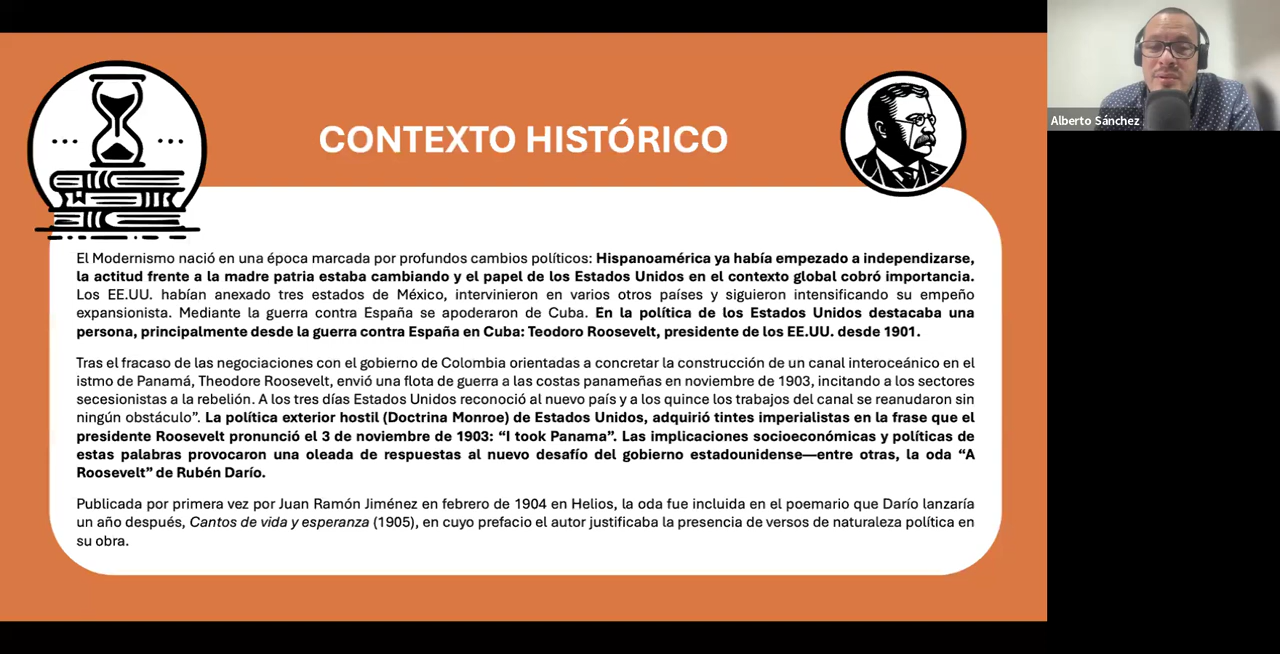 CONTEXTO HISTÓRICO
Alberto Sánchez
El Modernismo nació en una época marcada por profundos cambios políticos: Hispanoamérica ya había empezado a independizarse,
la actitud frente a la madre patria estaba cambiando y el papel de los Estados Unidos en el contexto global cobró importancia.
Los EE.UU. habían anexado tres estados de México, intervinieron en varios otros países y siguieron intensificando su empeño
expansionista. Mediante la guerra contra España se apoderaron de Cuba. En la política de los Estados Unidos destacaba una
persona, principalmente desde la guerra contra España en Cuba: Teodoro Roosevelt, presidente de los EE.UU. desde 1901.
Tras el fracaso de las negociaciones con el gobierno de Colombia orientadas a concretar la construcción de un canal interoceánico en el
istmo de Panamá, Theodore Roosevelt, envió una flota de guerra a las costas panameñas en noviembre de 1903, incitando a los sectores
secesionistas a la rebelión. A los tres días Estados Unidos reconoció al nuevo país y a los quince los trabajos del canal se reanudaron sin
ningún obstáculo”. La política exterior hostil (Doctrina Monroe) de Estados Unidos, adquirió tintes imperialistas en la frase que el
presidente Roosevelt pronunció el 3 de noviembre de 1903: “I took Panama”. Las implicaciones socioeconómicas y políticas de
estas palabras provocaron una oleada de respuestas al nuevo desafío del gobierno estadounidense—entre otras, la oda “A
Roosevelt” de Rubén Darío.
Publicada por primera vez por Juan Ramón Jiménez en febrero de 1904 en Helios, la oda fue incluida en el poemario que Darío lanzaría
un año después, Cantos de vida y esperanza (1905), en cuyo prefacio el autor justificaba la presencia de versos de naturaleza política en
su obra.